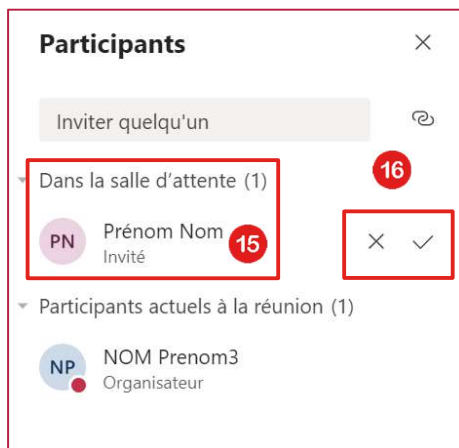 Participants
Inviter quelqu'un
16
Dans la salle d'attente (1)
PN
Prénom Nom
15
Invité
Participants actuels à la réunion (1)
NP
NOM Prenom3
Organisateur